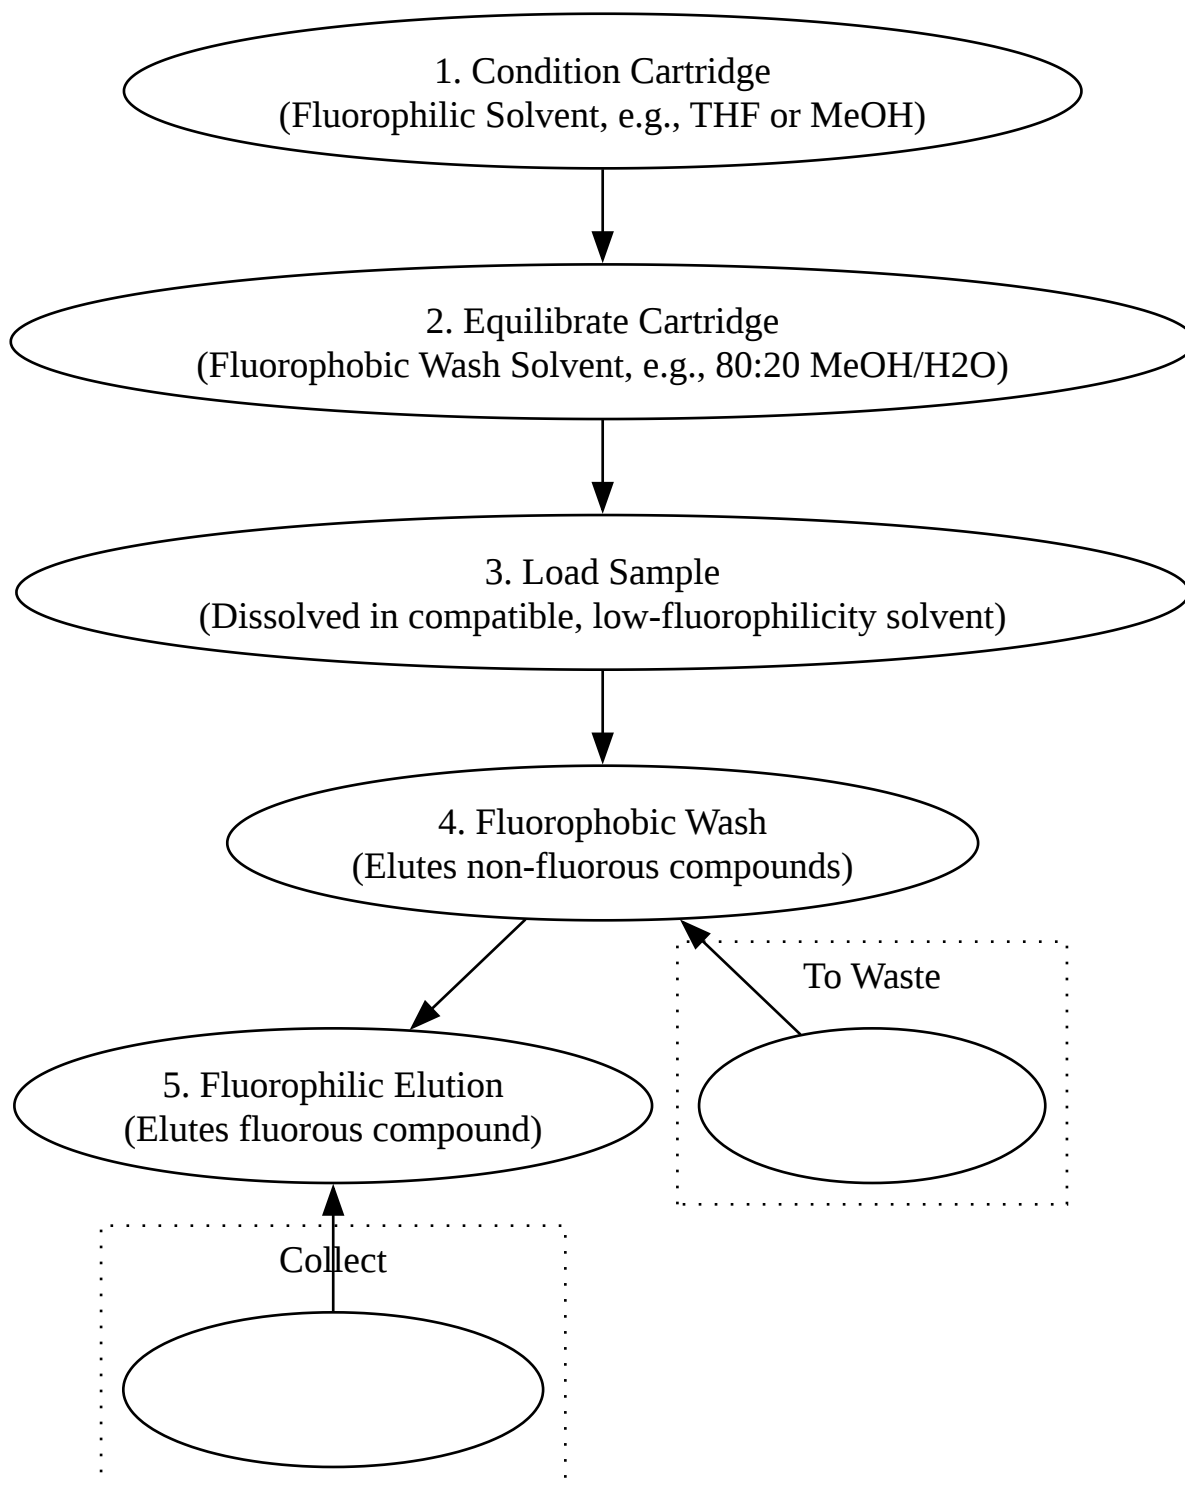 1. Condition Cartridge
(Fluorophilic Solvent, e.g., THF or MeOH)
2. Equilibrate Cartridge
(Fluorophobic Wash Solvent, e.g., 80:20 MeOH/H2O)
3. Load Sample
(Dissolved in compatible, low-fluorophilicity solvent)
4. Fluorophobic Wash
(Elutes non-fluorous compounds)
To Waste
5. Fluorophilic Elution
(Elutes fluorous compound)
Collect